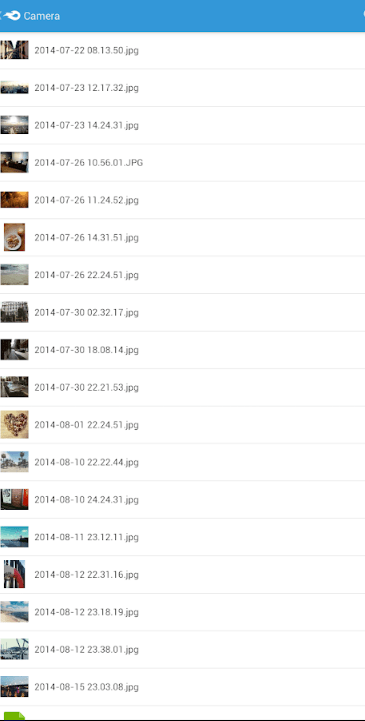 Camera
2014-07-22 08.13.50.jpg
2014-07-23 12.17.32.jpg
2014-07-23 14.24.31.jpg
2014-07-26 10.56.01.JPG
2014-07-26 11.24.52.jpg
2014-07-26 14.31.51.jpg
2014-07-26 22.24.51.jpg
2014-07-30 02.32.17.jpg
2014-07-30 18.08.14.jpg
2014-07-30 22.21.53.jpg
2014-08-01 22.24.51.jpg
2014-08-10 22.22.44.jpg
2014-08-10 24.24.31.jpg
2014-08-11 23.12.11.jpg
2014-08-12 22.31.16.jpg
2014-08-12 23.18.19.jpg
2014-08-12 23.38.01.jpg
2014-08-15 23.03.08.jpg